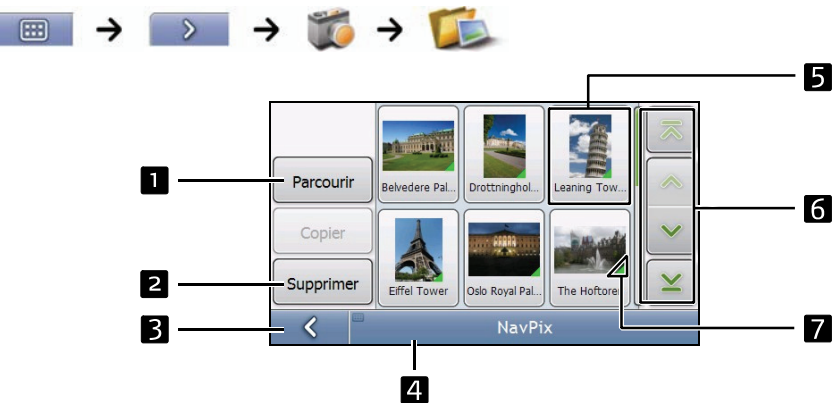 5
1
Parcourir
Belvedere Pal...
Drottninghol...
Leaning Tow...
6
Copier
2
Supprimer
Eiffel Tower
Oslo Royal Pal...
The Hoftore
3
NavPix
7
4